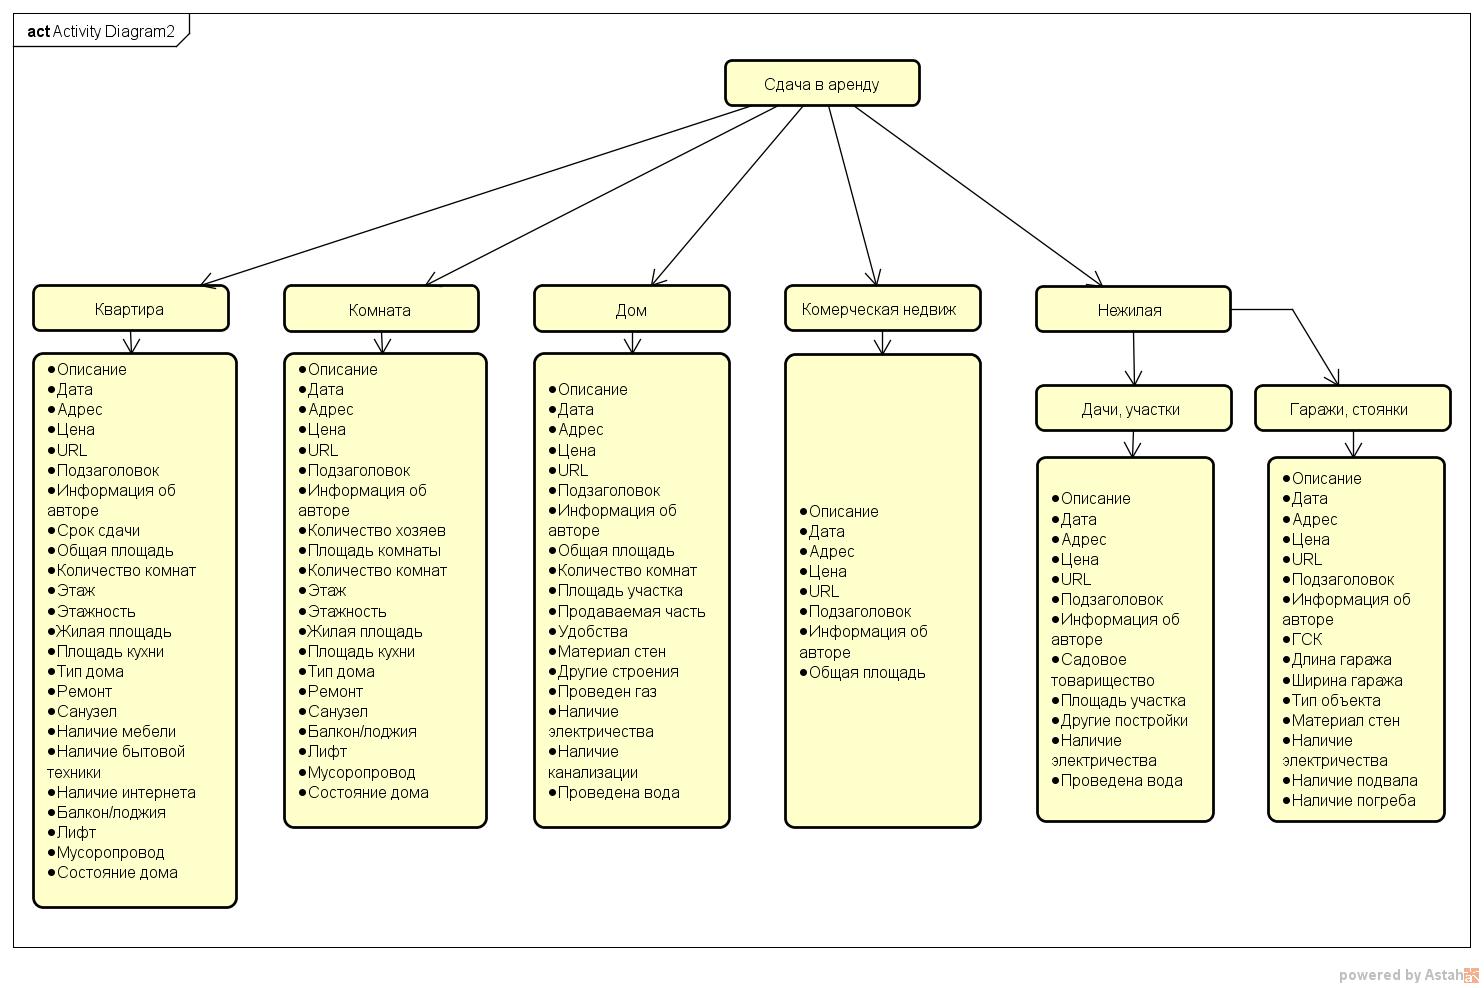 act Activity Diagram2
Сдача в аренду
Квартира
●Описание
●Дата
●Адрес
●Цена
●URL
●Подзаголовок
●Информация об
авторе
●Срок сдачи
●Общая площадь
●Количество комнат
●Этаж
●Этажность
●Жилая площадь
●Площадь кухни
●Тип дома
●Ремонт
●Санузел
●Наличие мебели
●Наличие бытовой
техники
●Наличие интернета
●Балкон/лоджия
●Лифт
●Мусоропровод
●Состояние дома
Комната
●Описание
●Дата
●Адрес
●Цена
●URL
●Подзаголовок
●Информация об
авторе
●Количество хозяев
●Площадь комнаты
●Количество комнат
●Этаж
●Этажность
●Жилая площадь
●Площадь кухни
●Тип дома
●Ремонт
●Санузел
●Балкон/лоджия
●Лифт
●Мусоропровод
●Состояние дома
Дом
●Описание
●Дата
●Адрес
●Цена
●URL
●Подзаголовок
●Информация об
авторе
●Общая площадь
●Количество комнат
●Площадь участка
●Продаваемая часть
●Удобства
●Материал стен
●Другие строения
●Проведен газ
●Наличие
электричества
●Наличие
канализации
●Проведена вода
Комерческая недвиж
●Описание
●Дата
●Адрес
●Цена
●URL
●Подзаголовок
●Информация об
авторе
●Общая площадь
Нежилая
Дачи, участки
●Описание
●Дата
●Адрес
●Цена
●URL
●Подзаголовок
●Информация об
авторе
●Садовое
товарищество
●Площадь участка
●Другие постройки
●Наличие
электричества
●Проведена вода
Гаражи, стоянки
●Описание
●Дата
●Адрес
●Цена
●URL
●Подзаголовок
●Информация об
авторе
●ГСК
●Длина гаража
●Ширина гаража
●Тип объекта
●Материал стен
●Наличие
электричества
●Наличие подвала
●Наличие погреба
powered by Astah